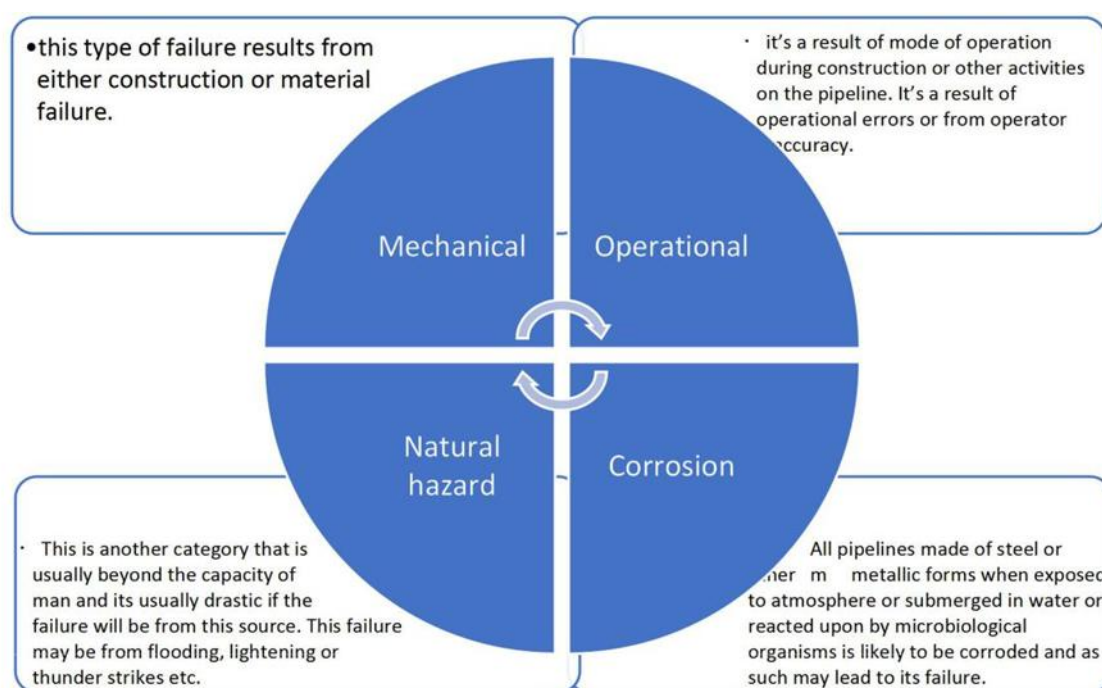 •this type of failure results from
either construction or material
failure.
· it's a result of mode of operation
during construction or other activities
on the pipeline. It's a result of
operational errors or from operator
accuracy.
Mechanical
Operational
Natural
hazard
Corrosion
· This is another category that is
usually beyond the capacity of
man and its usually drastic if the
failure will be from this source. This failure
may be from flooding, lightening or
thunder strikes etc.
All pipelines made of steel or
m metallic forms when exposed
to atmosphere or submerged in water or
reacted upon by microbiological
organisms is likely to be corroded and as
such may lead to its failure.